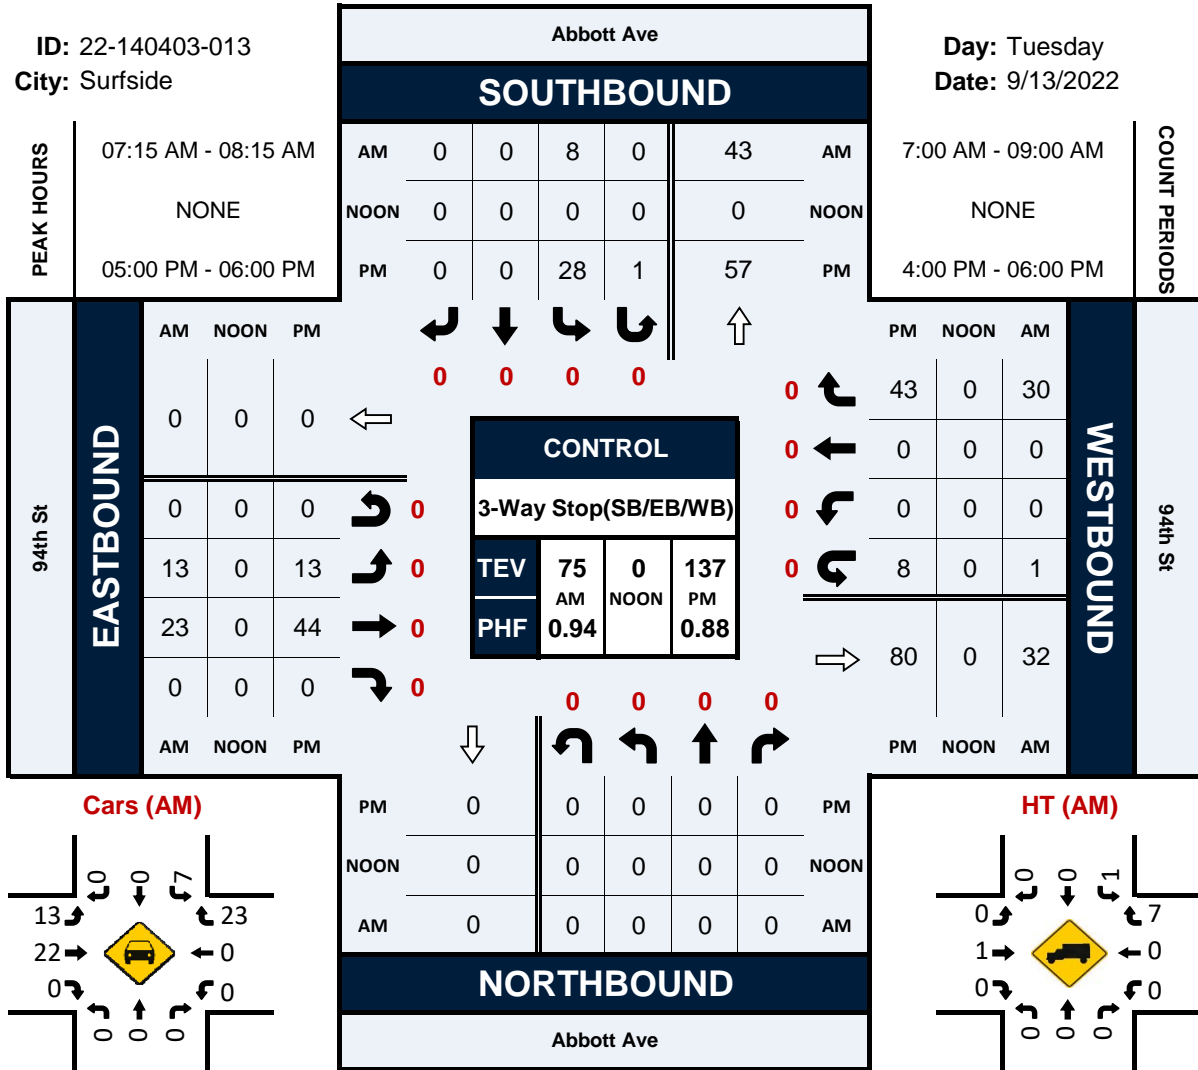 Abbott Ave
ID: 22-140403-013
City: Surfside
Day: Tuesday
Date: 9/13/2022
SOUTHBOUND
PEAK HOURS
07:15 AM - 08:15 AM
NONE
05:00 PM - 06:00 PM
AM 0 0 8 0 43 AM
NOON 0 0 0 0 0 NOON
PM 0 0 28 1 57 PM
7:00 AM - 09:00 AM
NONE
4:00 PM - 06:00 PM
COUNT PERIODS
0 0 0 0
94th St
EASTBOUND
AM NOON PM
0 0 0
0 0 0 0
13 0 13 0
23 0 44 0
0 0 0 0
AM NOON PM
CONTROL
3-Way Stop(SB/EB/WB)
TEV 75 0 137
AM NOON PM
PHF 0.94 0.88
PM NOON AM
0 43 0 30
0 0 0 0
0 0 0 0
0 8 0 1
80 0 32
PM NOON AM
WESTBOUND
94th St
0 0 0 0
PM 0 0 0 0 0 PM
NOON 0 0 0 0 0 NOON
AM 0 0 0 0 0 AM
NORTHBOUND
Abbott Ave
Cars (AM)
0 0 7
13 23
22 0
0 0
0 0 0
HT (AM)
0 0 1
0 7
1 0
0 0
0 0 0